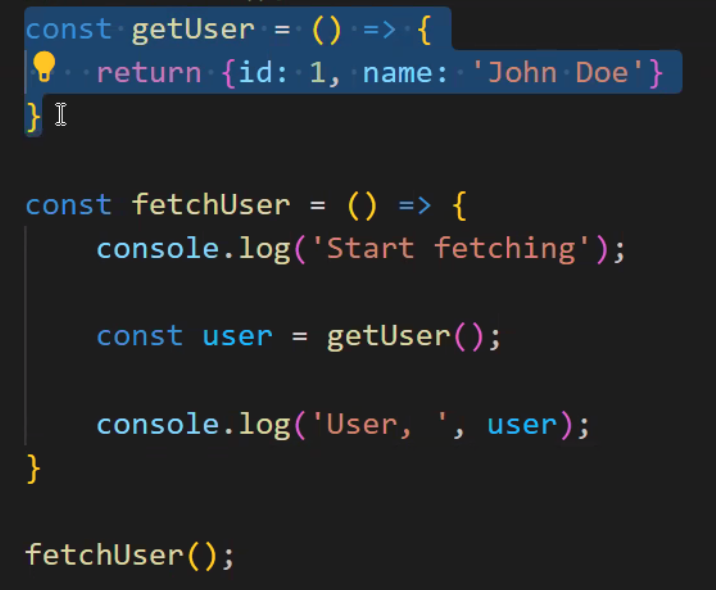 const getUser = () => {
    return {id: 1, name: 'John Doe'}
}
const fetchUser = () => {
    console.log('Start fetching');
    const user = getUser();
    console.log('User, ', user);
}
fetchUser();